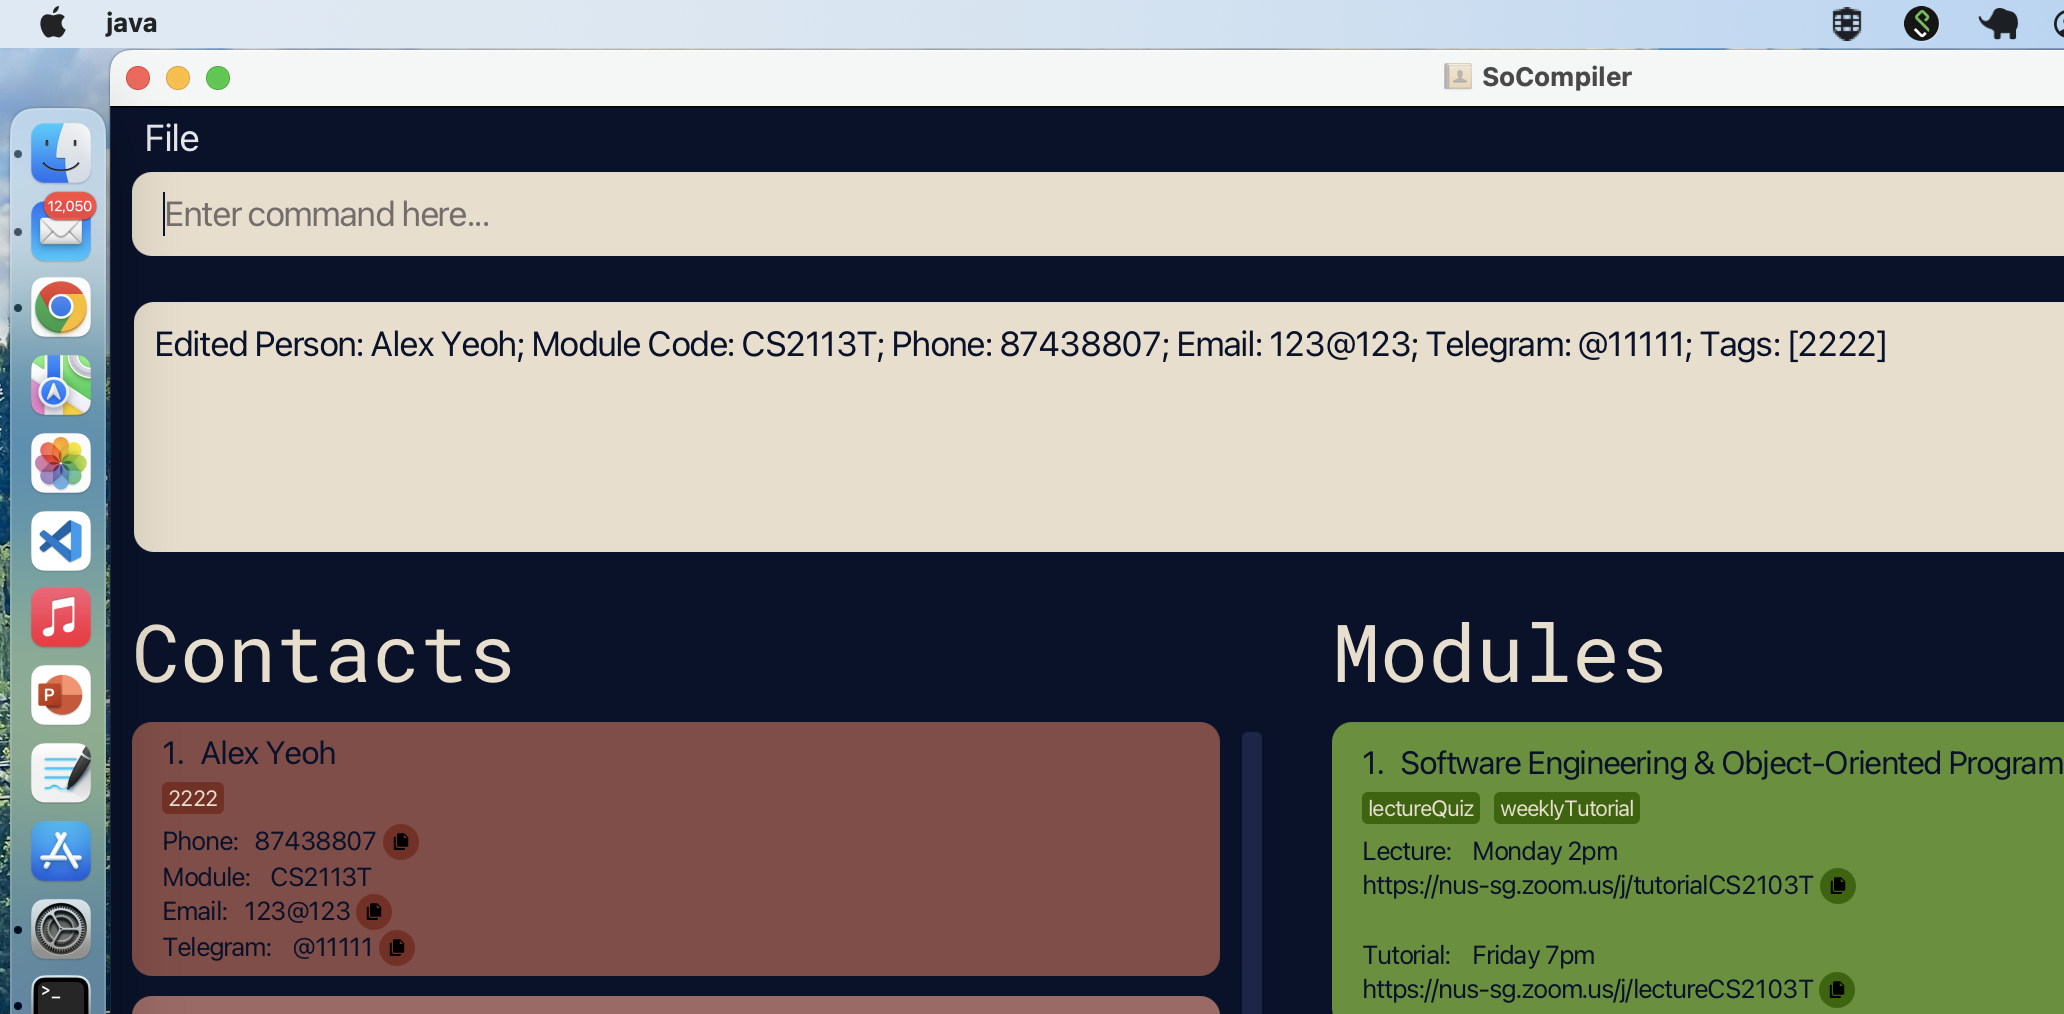 java
SoCompiler
File
12,050
Enter command here...
Edited Person: Alex Yeoh; Module Code: CS2113T; Phone: 87438807; Email: 123@123; Telegram: @11111; Tags: [2222]
Contacts
1. Alex Yeoh
2222
Phone: 87438807
Module: CS2113T
Email: 123@123
Telegram: @11111
Modules
1. Software Engineering & Object-Oriented Program
lectureQuiz weeklyTutorial
Lecture: Monday 2pm
https://nus-sg.zoom.us/j/tutorialCS2103T
Tutorial: Friday 7pm
https://nus-sg.zoom.us/j/lectureCS2103T
P
>_